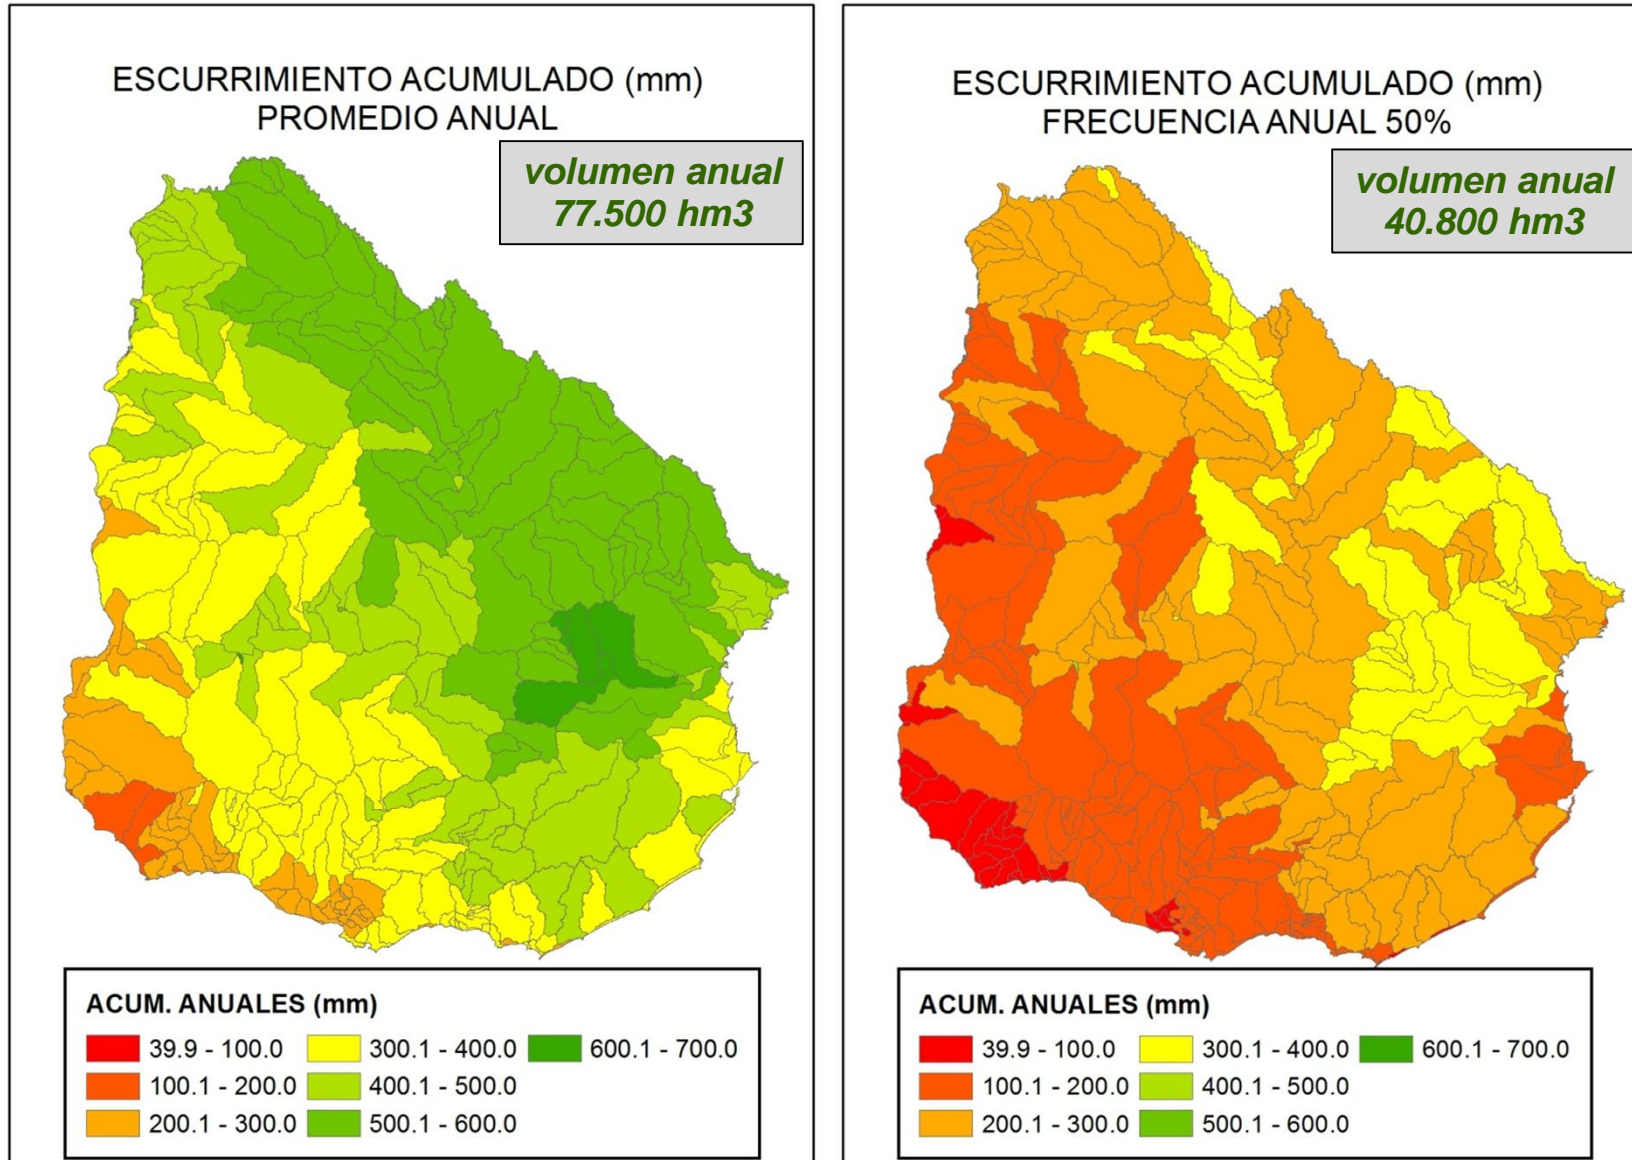 ESCURRIMIENTO ACUMULADO (mm)
PROMEDIO ANUAL
volumen anual
77.500 hm3
ACUM. ANUALES (mm)
39.9 - 100.0
300.1 - 400.0
600.1 - 700.0
100.1 - 200.0
400.1 - 500.0
200.1 - 300.0
500.1 - 600.0
ESCURRIMIENTO ACUMULADO (mm)
FRECUENCIA ANUAL 50%
volumen anual
40.800 hm3
ACUM. ANUALES (mm)
39.9 - 100.0
300.1 - 400.0
600.1 - 700.0
100.1 - 200.0
400.1 - 500.0
200.1 - 300.0
500.1 - 600.0